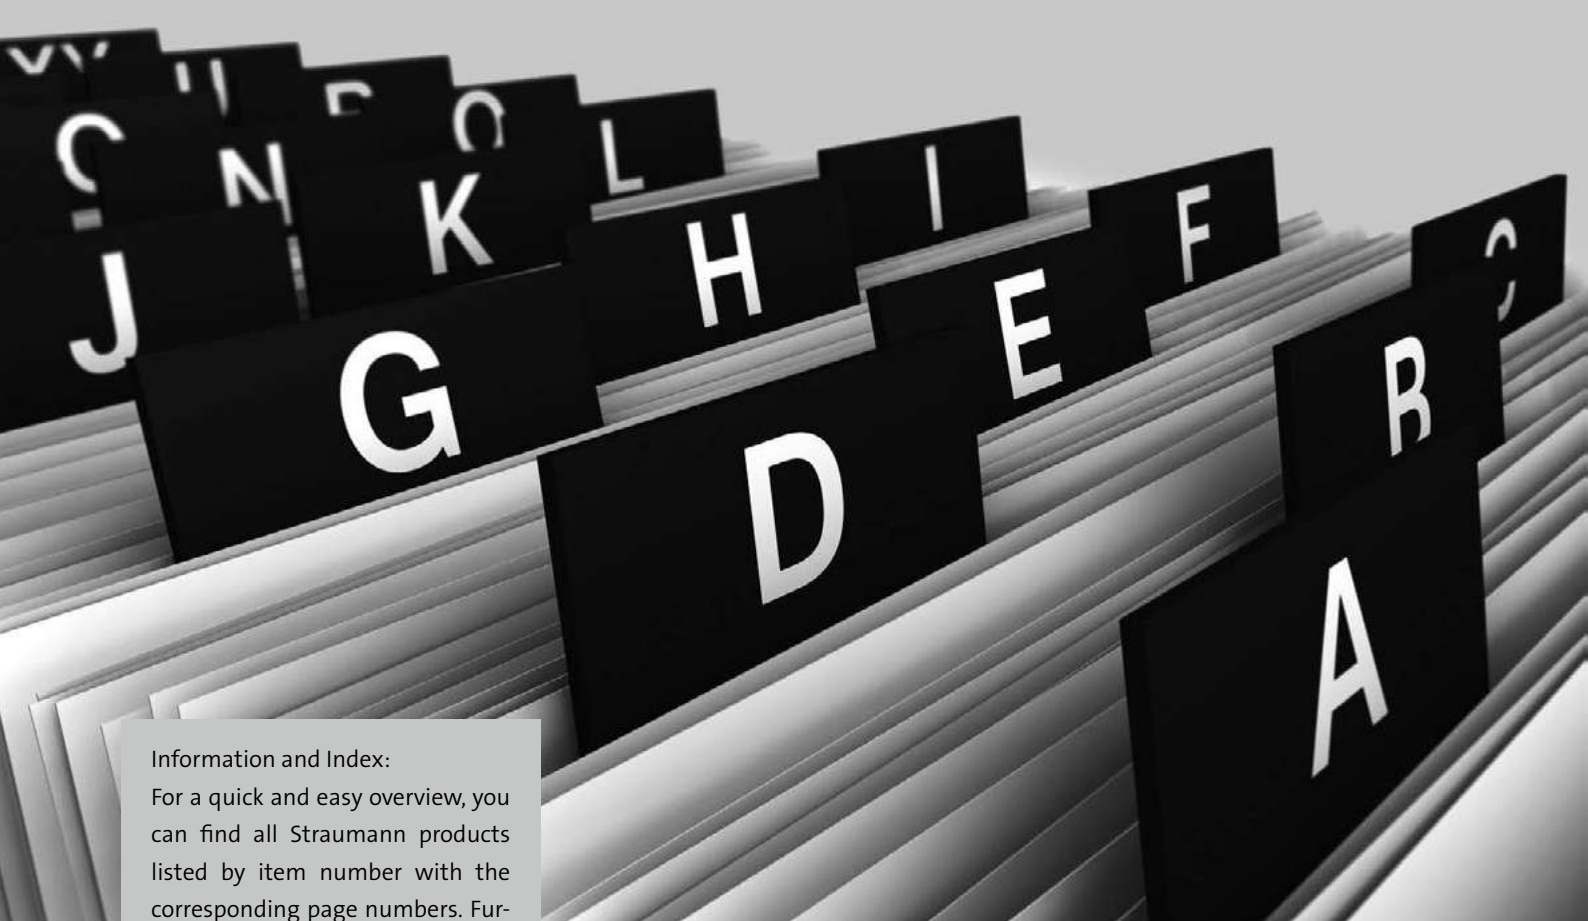 L
I
F
C
N
K
H
E
B
J
G
D
A
Information and Index:
For a quick and easy overview, you
can find all Straumann products
listed by item number with the
corresponding page numbers. Fur-